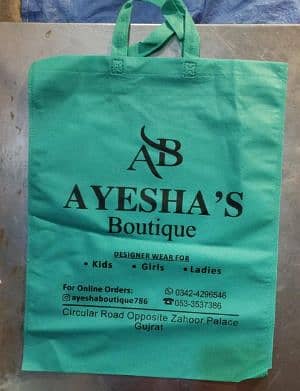 AB
AYESHA'S
Boutique
DESIGNER WEAR FOR
• Kids • Girls • Ladies
For Online Orders: 0342-4296546
ayeshaboutique786 053-3537386
Circular Road Opposite Zahoor Palace
Gujrat